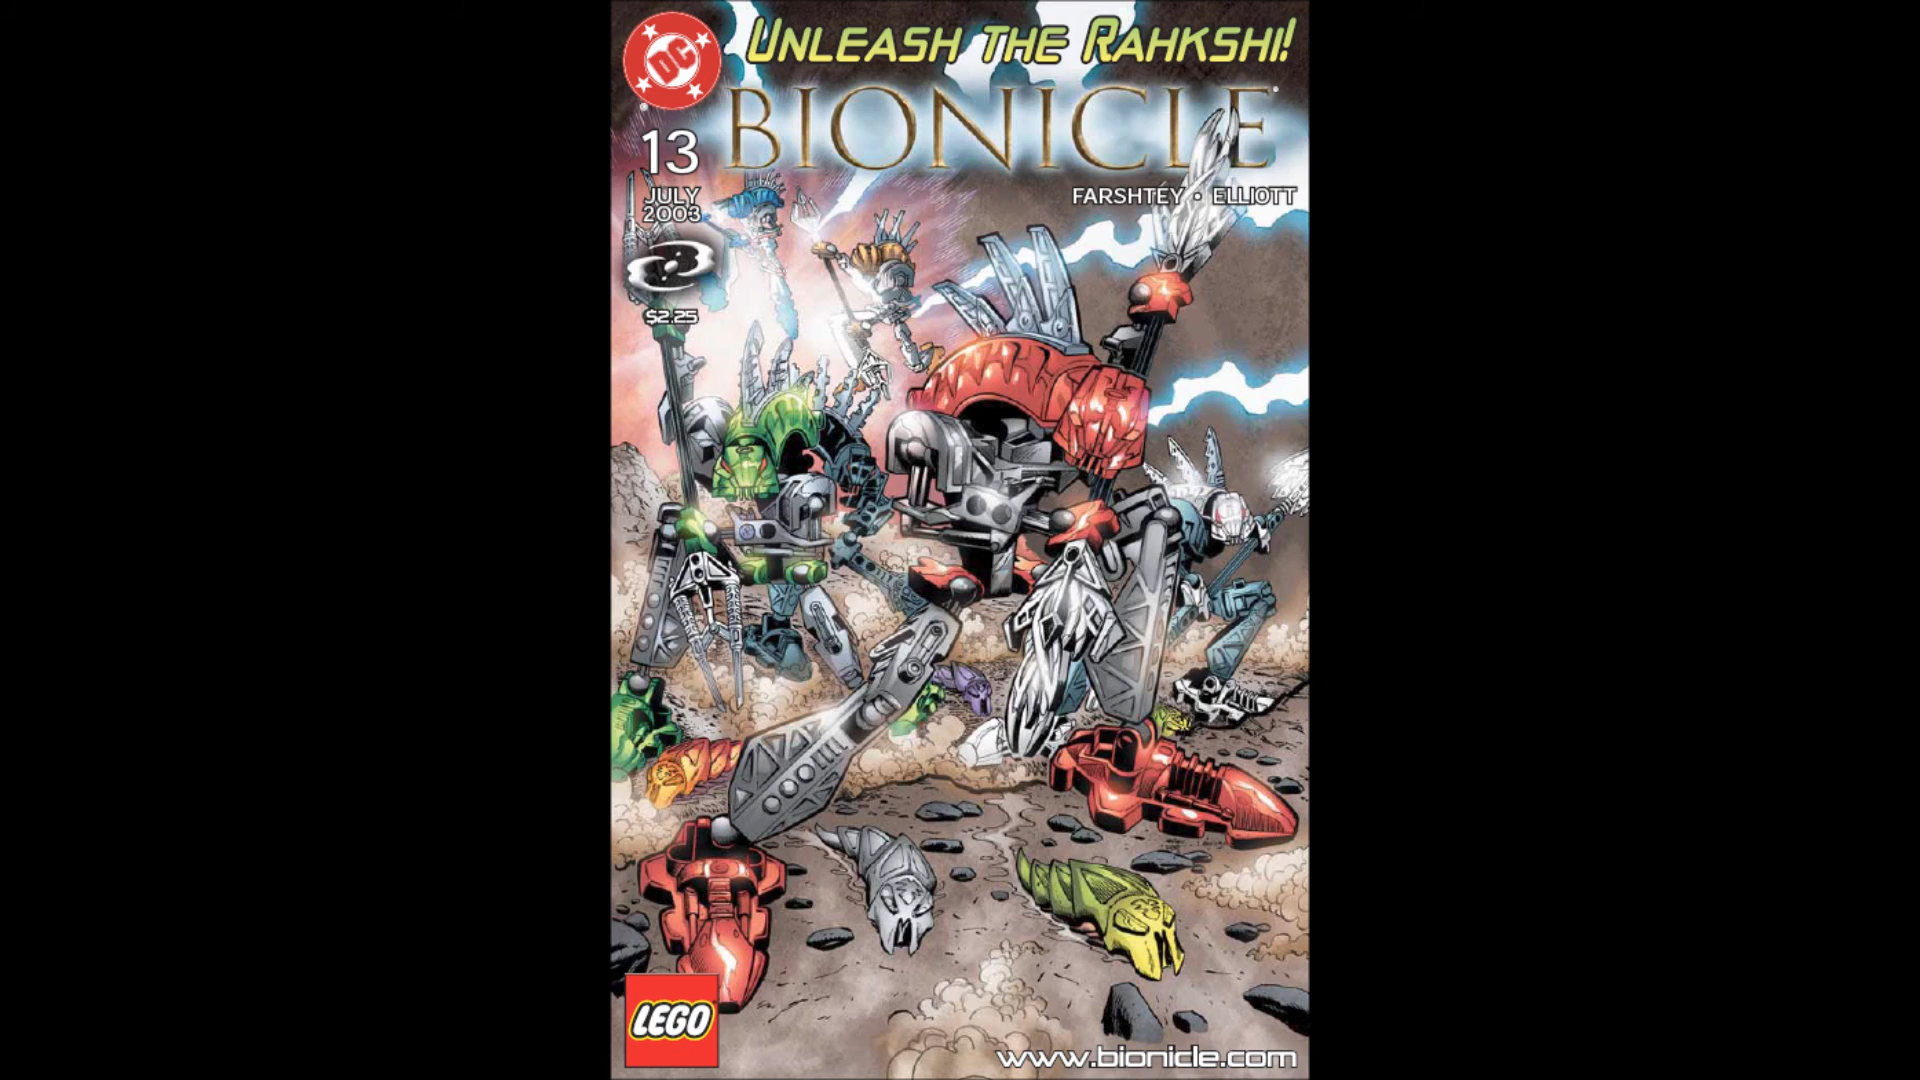 UNLEASH THE RAHKSHI!
DC
BIONICLE®
13
JULY
2003
FARSHTEY • ELLIOTT
$2.25
LEGO
www.bionicle.com